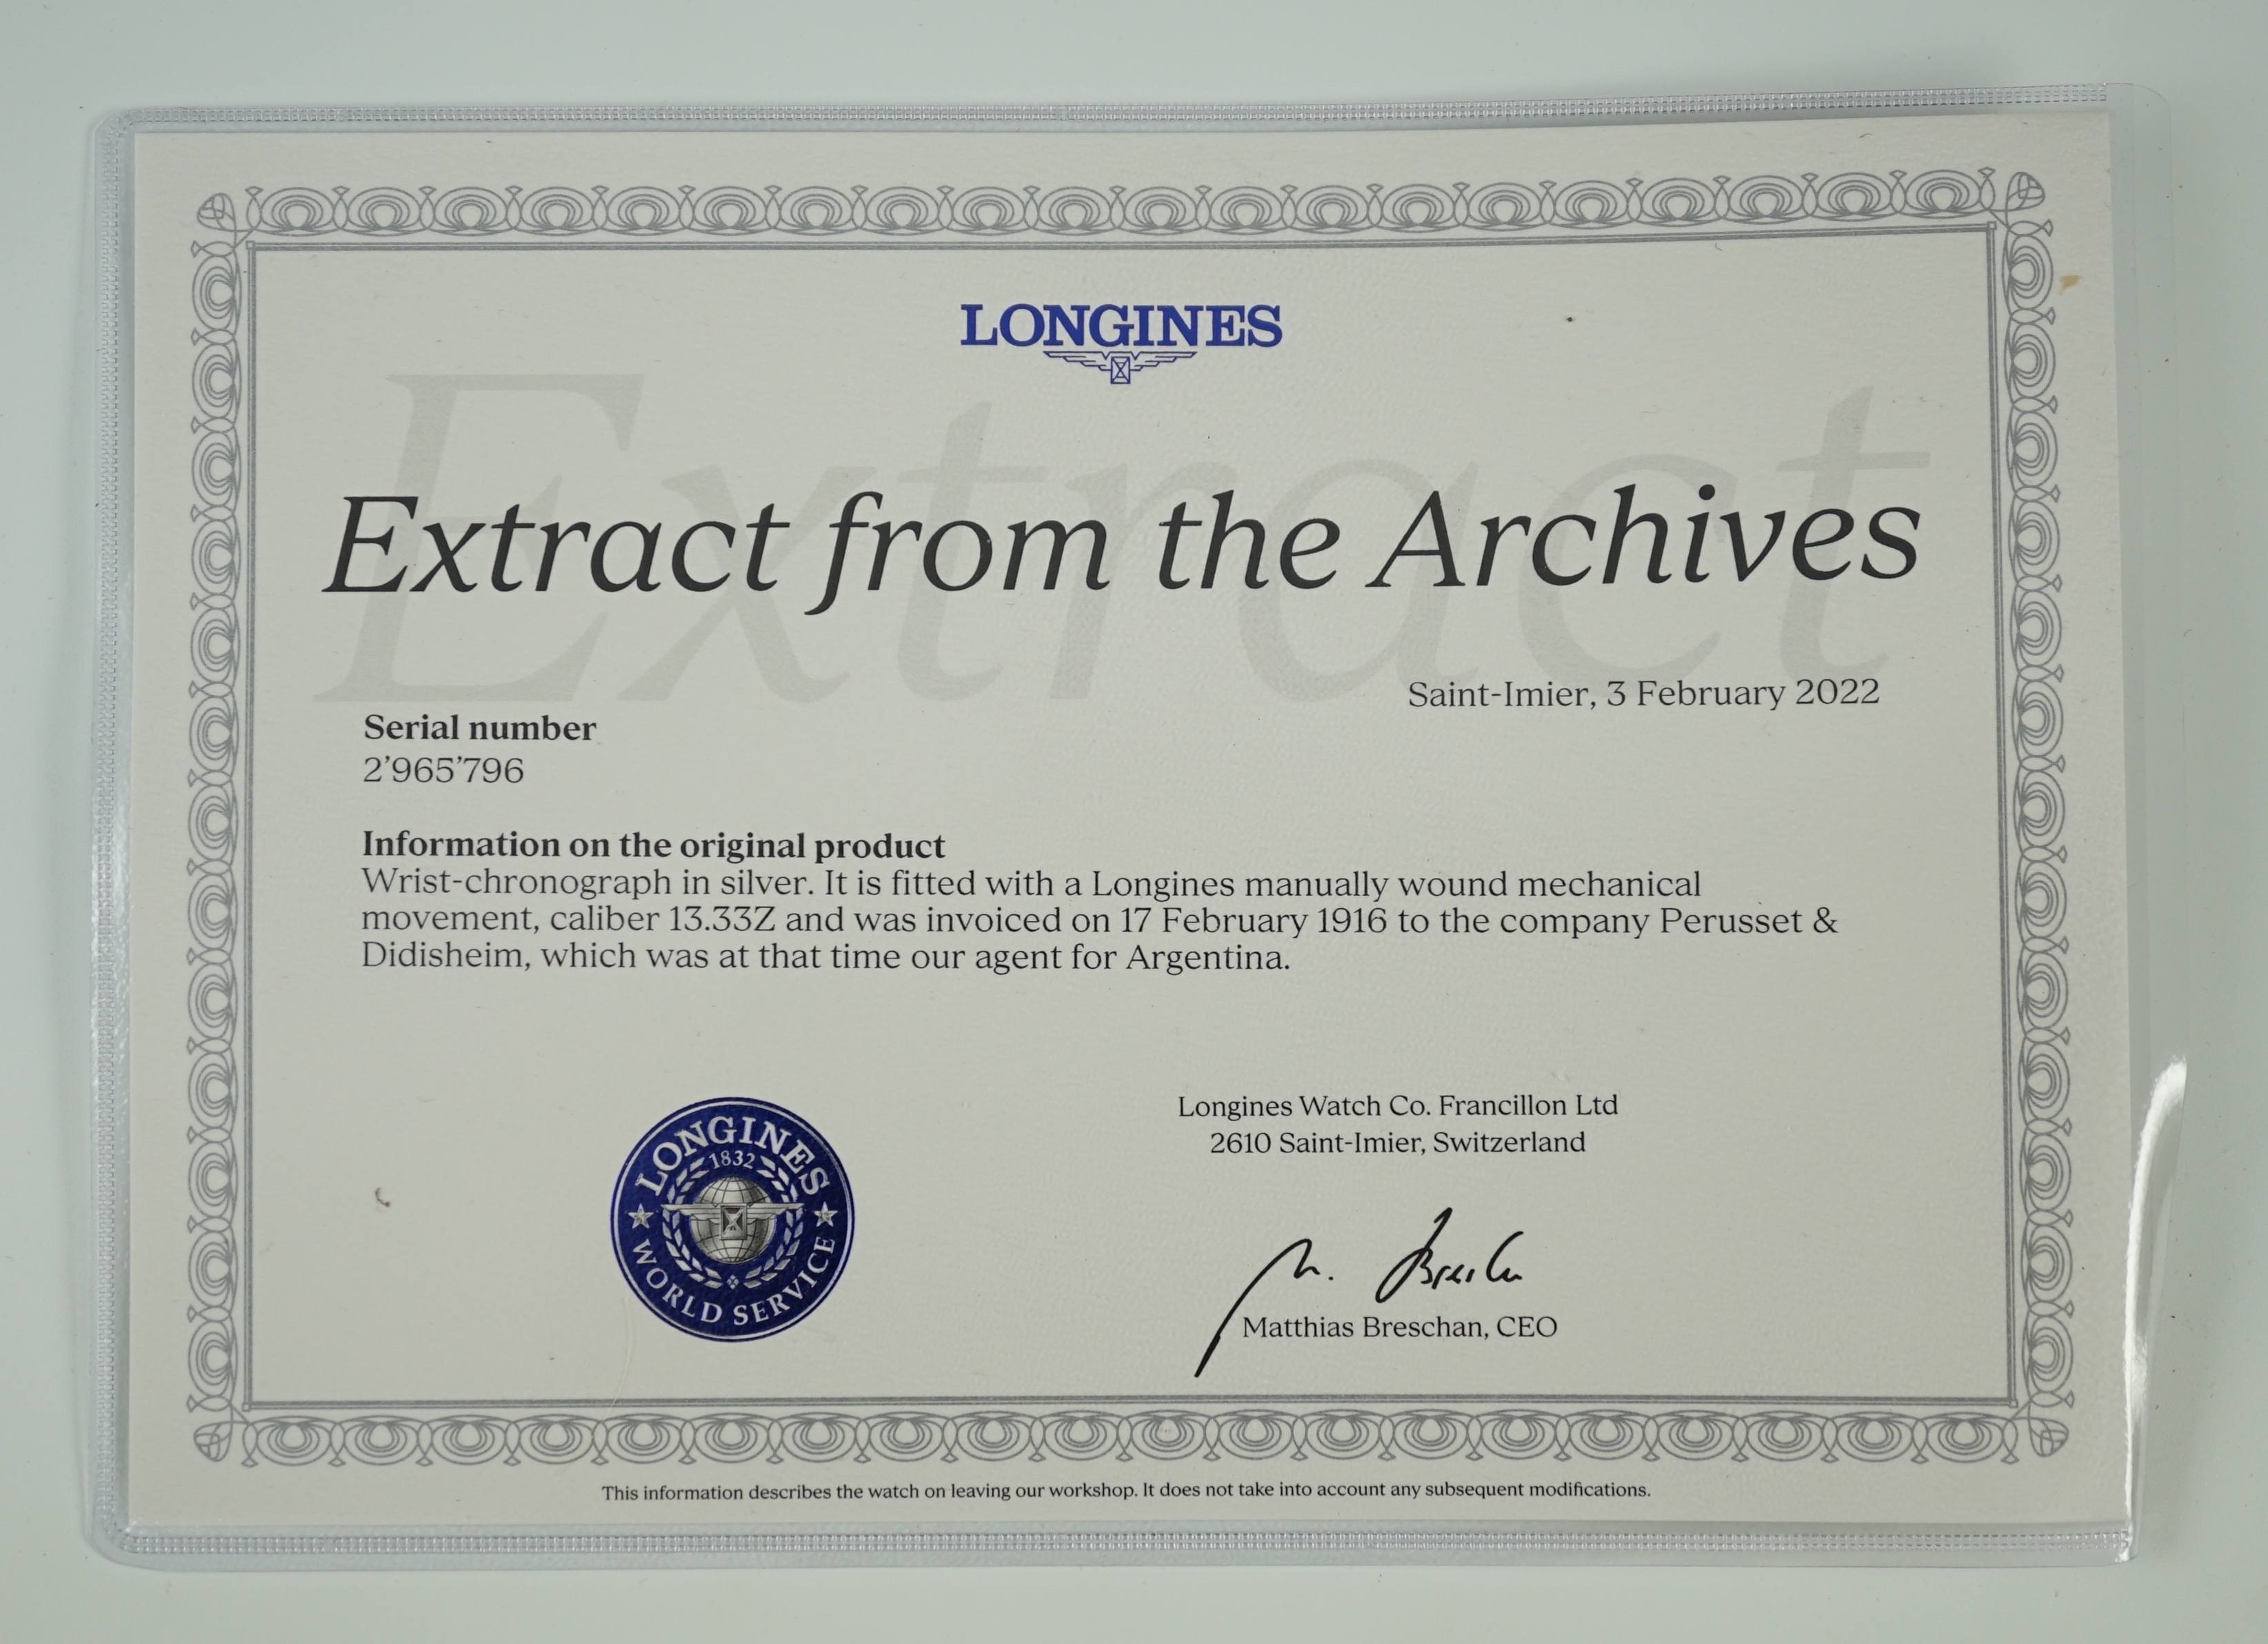 LONGINES
Extract
Extract from the Archives
Saint-Imier, 3 February 2022
Serial number
2’965’796
Information on the original product
Wrist-chronograph in silver. It is fitted with a Longines manually wound mechanical
movement, caliber 13.33Z and was invoiced on 17 February 1916 to the company Perusset &
Didisheim, which was at that time our agent for Argentina.
LONGINES
1832
WORLD SERVICE
Longines Watch Co. Francillon Ltd
2610 Saint-Imier, Switzerland
M. Breschan
Matthias Breschan, CEO
This information describes the watch on leaving our workshop. It does not take into account any subsequent modifications.